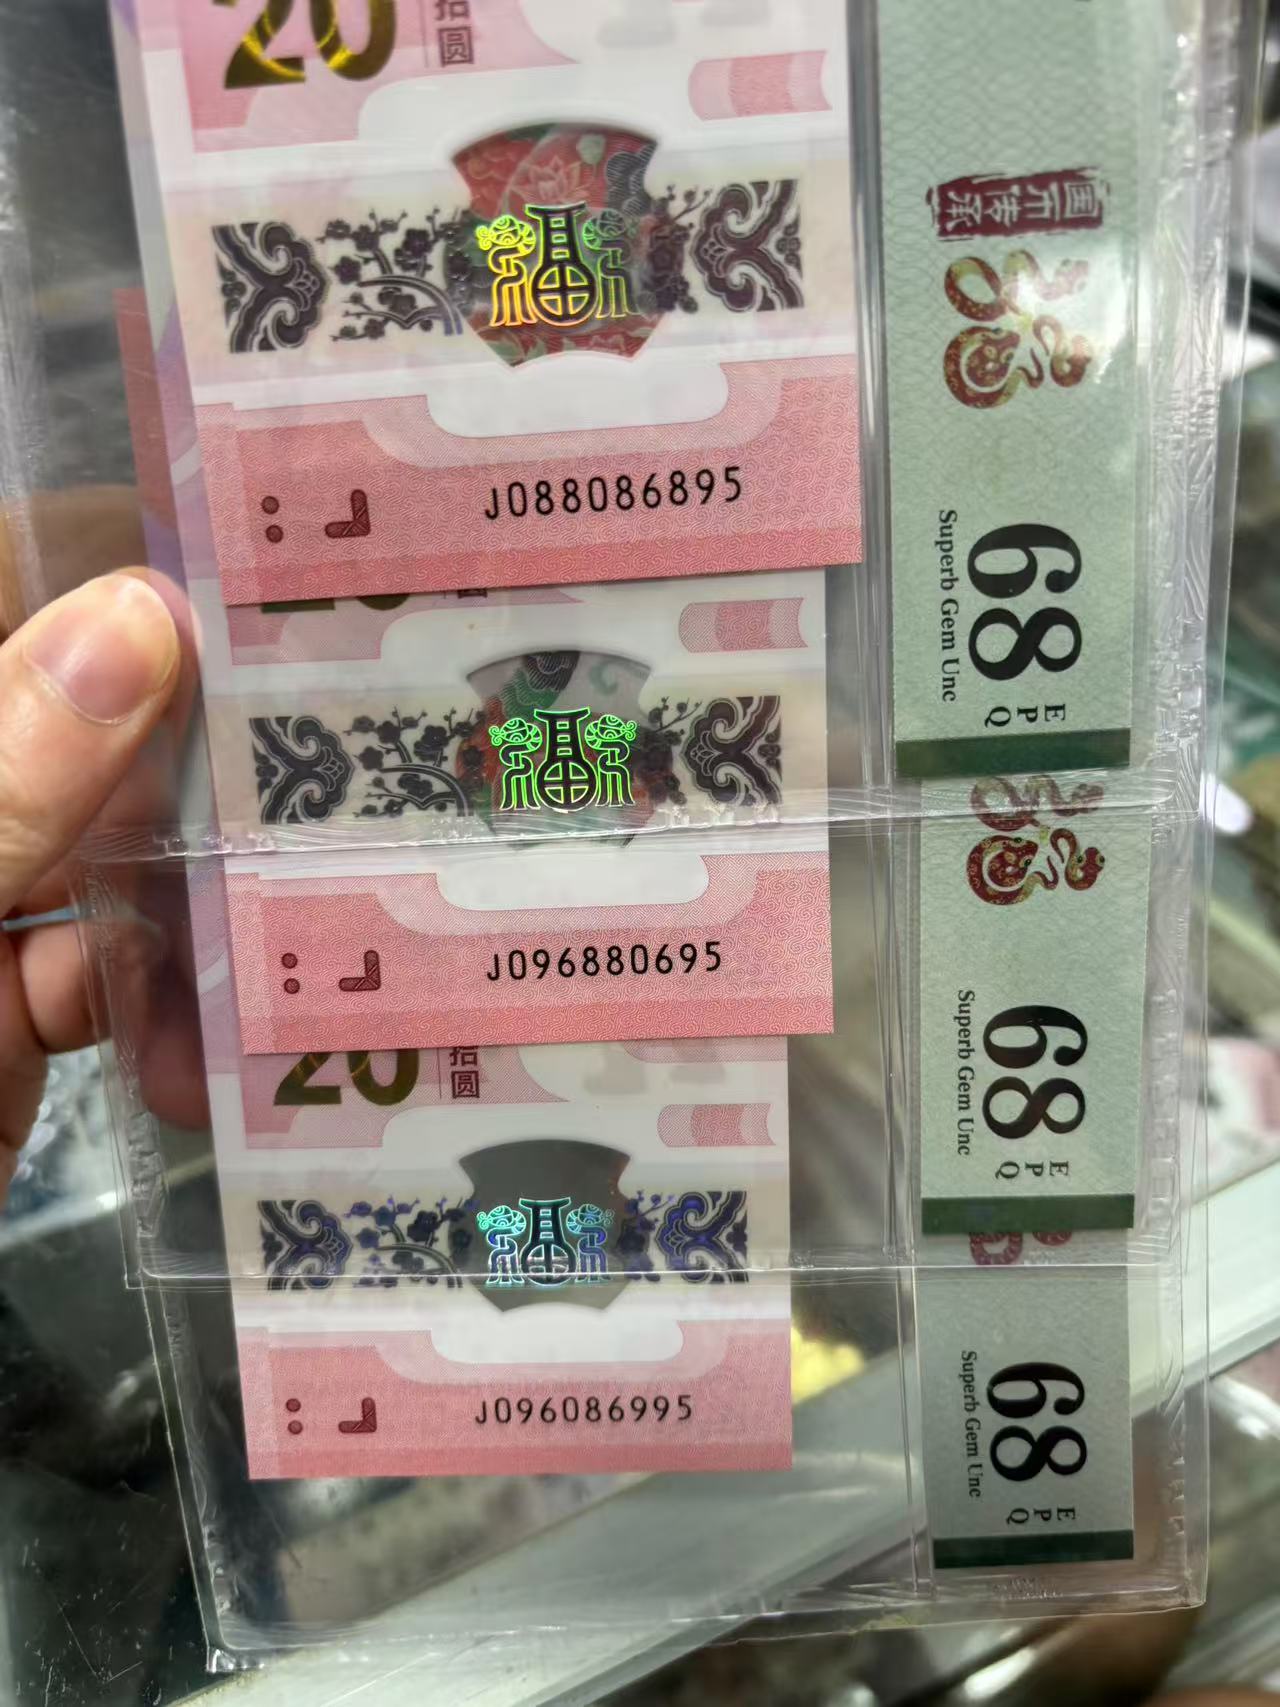 20
拾
圆
国币传承
J088086895
68
EPQ
Superb Gem Unc
J096880695
68
EPQ
Superb Gem Unc
20
拾
圆
J096086995
68
EPQ
Superb Gem Unc